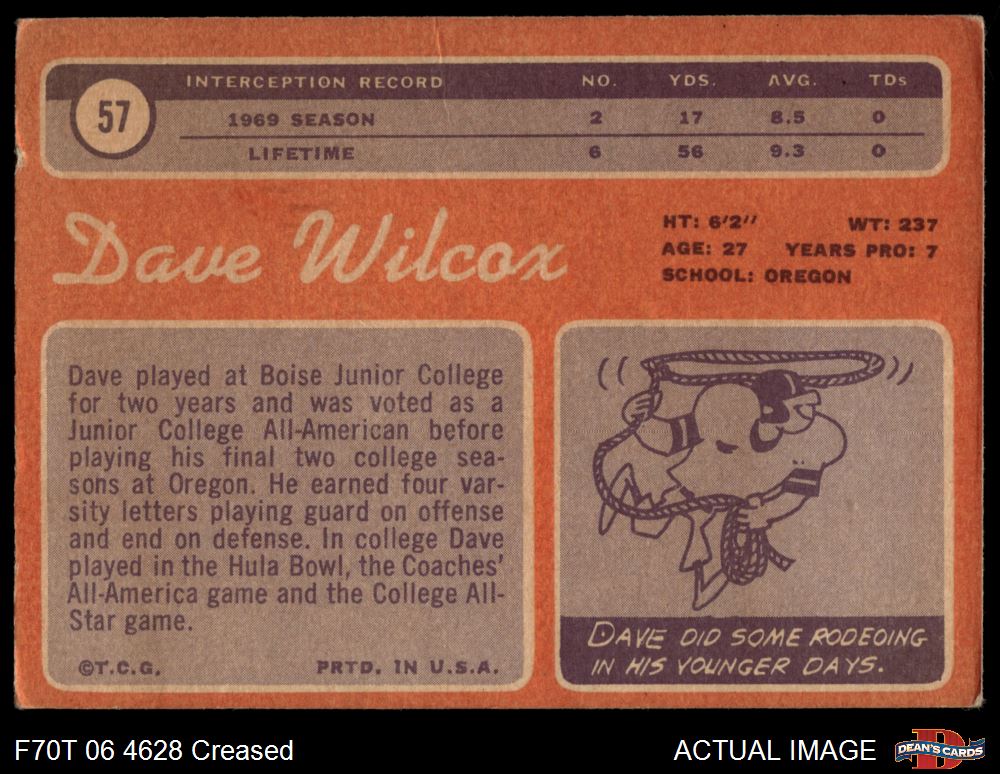 57
INTERCEPTION RECORD NO. YDS. AVG. TDs
1969 SEASON 2 17 8.5 0
LIFETIME 6 56 9.3 0
Dave Wilcox
HT: 6'2'' WT: 237
AGE: 27 YEARS PRO: 7
SCHOOL: OREGON
Dave played at Boise Junior College
for two years and was voted as a
Junior College All-American before
playing his final two college sea-
sons at Oregon. He earned four var-
sity letters playing guard on offense
and end on defense. In college Dave
played in the Hula Bowl, the Coaches'
All-America game and the College All-
Star game.
©T.C.G. PRTD. IN U.S.A.
DAVE DID SOME RODEOING
IN HIS YOUNGER DAYS.
F70T 06 4628 Creased
ACTUAL IMAGE
DEAN'S CARDS